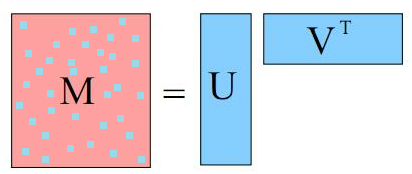 M = U V^T